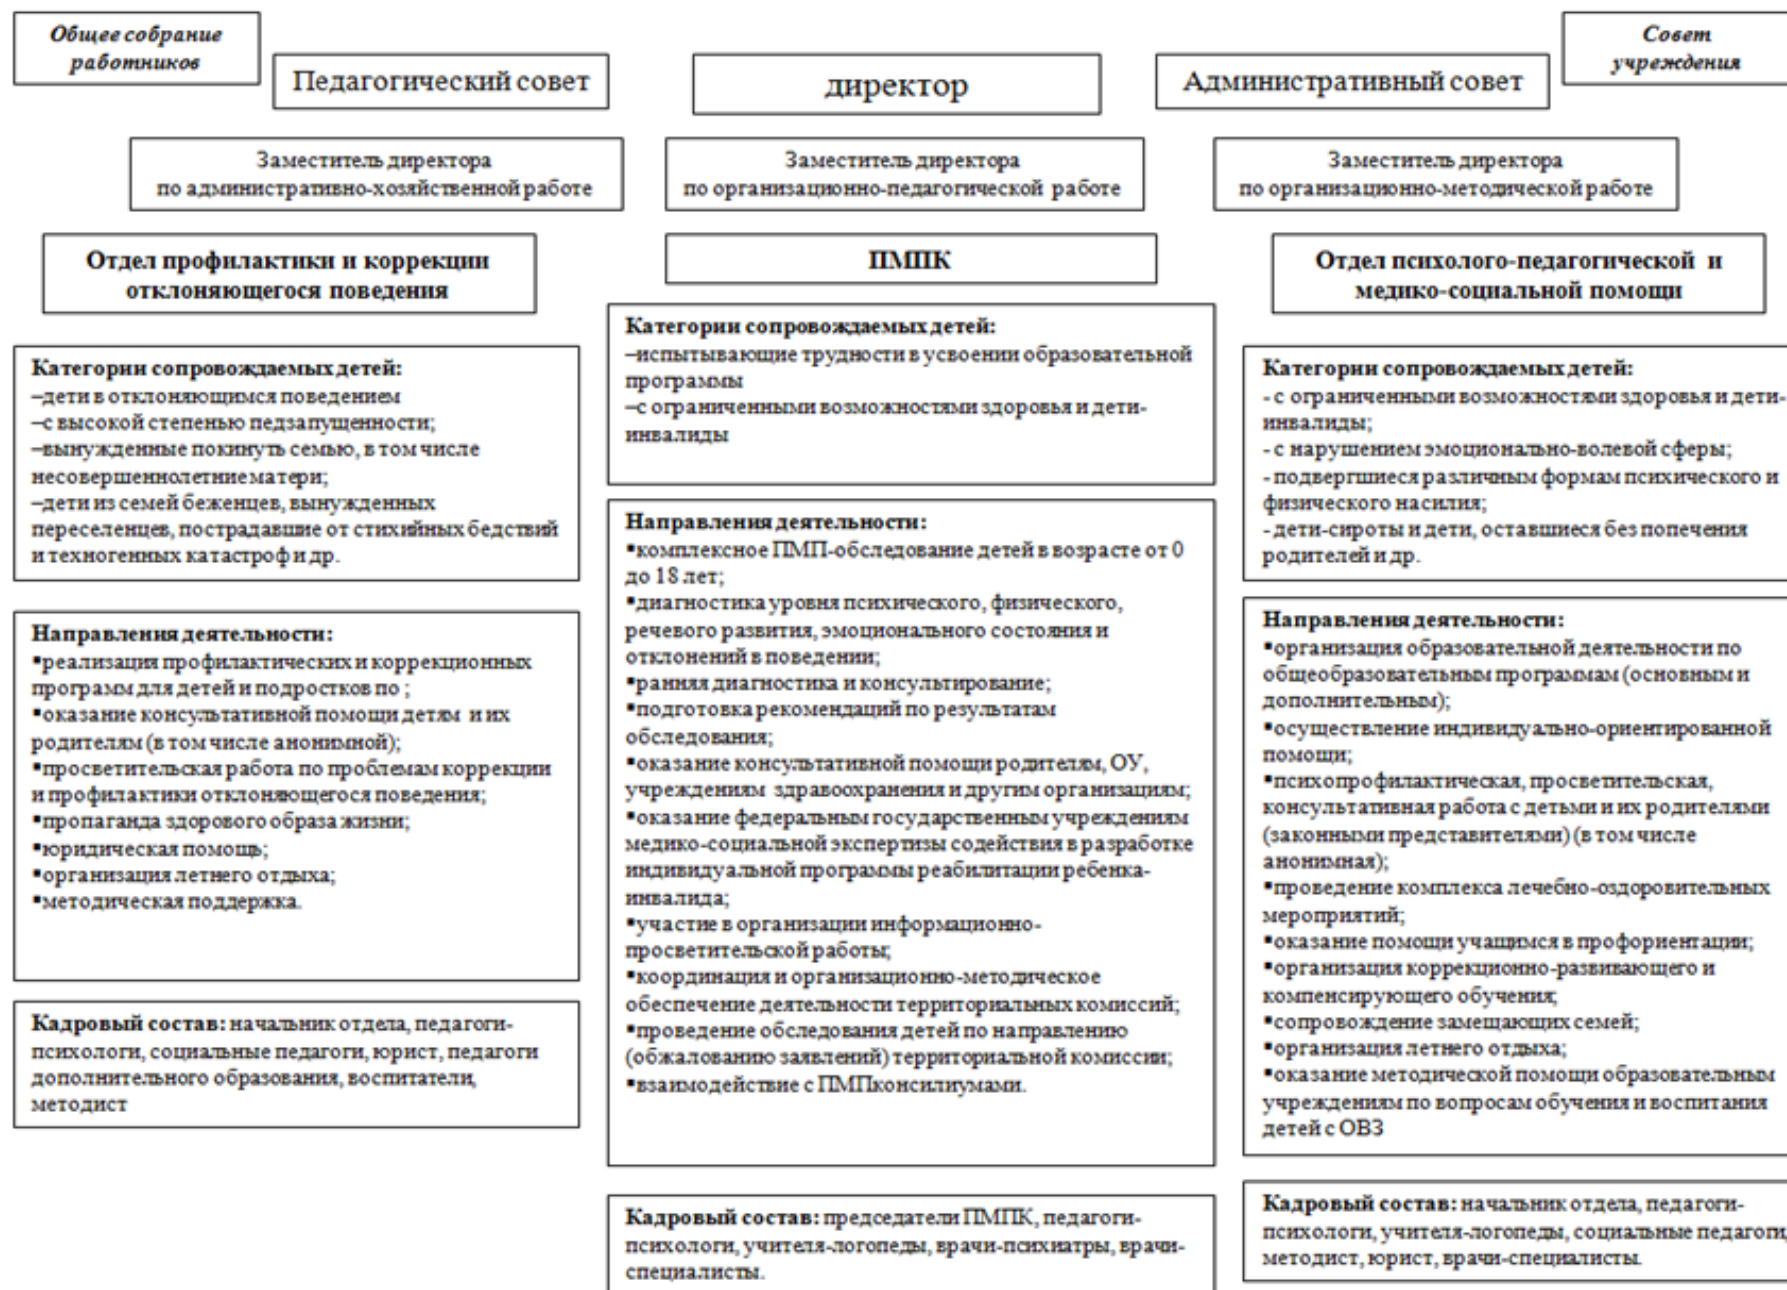 Общее собрание
работников
Педагогический совет
директор
Административный совет
Совет
учреждения
Заместитель директора
по административно-хозяйственной работе
Заместитель директора
по организационно-педагогической работе
Заместитель директора
по организационно-методической работе
Отдел профилактики и коррекции
отклоняющегося поведения
Категории сопровождаемых детей:
–дети в отклоняющимся поведением
–с высокой степенью педзапущенности;
–вынужденные покинуть семью, в том числе
несовершеннолетние матери;
–дети из семей беженцев, вынужденных
переселенцев, пострадавшие от стихийных бедствий
и техногенных катастроф и др.
Направления деятельности:
▪реализация профилактических и коррекционных
программ для детей и подростков по ;
▪оказание консультативной помощи детям и их
родителям (в том числе анонимной);
▪просветительская работа по проблемам коррекции
и профилактики отклоняющегося поведения;
▪пропаганда здорового образа жизни;
▪юридическая помощь;
▪организация летнего отдыха;
▪методическая поддержка.
Кадровый состав: начальник отдела, педагоги-
психологи, социальные педагоги, юрист, педагоги
дополнительного образования, воспитатели,
методист
ПМПК
Категории сопровождаемых детей:
–испытывающие трудности в усвоении образовательной
программы
–с ограниченными возможностями здоровья и дети-
инвалиды
Направления деятельности:
▪комплексное ПМП-обследование детей в возрасте от 0
до 18 лет;
▪диагностика уровня психического, физического,
речевого развития, эмоционального состояния и
отклонений в поведении;
▪ранняя диагностика и консультирование;
▪подготовка рекомендаций по результатам
обследования;
▪оказание консультативной помощи родителям, ОУ,
учреждениям здравоохранения и другим организациям;
▪оказание федеральным государственным учреждениям
медико-социальной экспертизы содействия в разработке
индивидуальной программы реабилитации ребенка-
инвалида;
▪участие в организации информационно-
просветительской работы;
▪координация и организационно-методическое
обеспечение деятельности территориальных комиссий;
▪проведение обследования детей по направлению
(обжалованию заявлений) территориальной комиссии;
▪взаимодействие с ПМПконсилиумами.
Кадровый состав: председатели ПМПК, педагоги-
психологи, учителя-логопеды, врачи-психиатры, врачи-
специалисты.
Отдел психолого-педагогической и
медико-социальной помощи
Категории сопровождаемых детей:
- с ограниченными возможностями здоровья и дети-
инвалиды;
- с нарушением эмоционально-волевой сферы;
- подвергшиеся различным формам психического и
физического насилия;
- дети-сироты и дети, оставшиеся без попечения
родителей и др.
Направления деятельности:
▪организация образовательной деятельности по
общеобразовательным программам (основным и
дополнительным);
▪осуществление индивидуально-ориентированной
помощи;
▪психопрофилактическая, просветительская,
консультативная работа с детьми и их родителями
(законными представителями) (в том числе
анонимная);
▪проведение комплекса лечебно-оздоровительных
мероприятий;
▪оказание помощи учащимся в профориентации;
▪организация коррекционно-развивающего и
компенсирующего обучения;
▪сопровождение замещающих семей;
▪организация летнего отдыха;
▪оказание методической помощи образовательным
учреждениям по вопросам обучения и воспитания
детей с ОВЗ
Кадровый состав: начальник отдела, педагоги-
психологи, учителя-логопеды, социальные педагоги,
методист, юрист, врачи-специалисты.